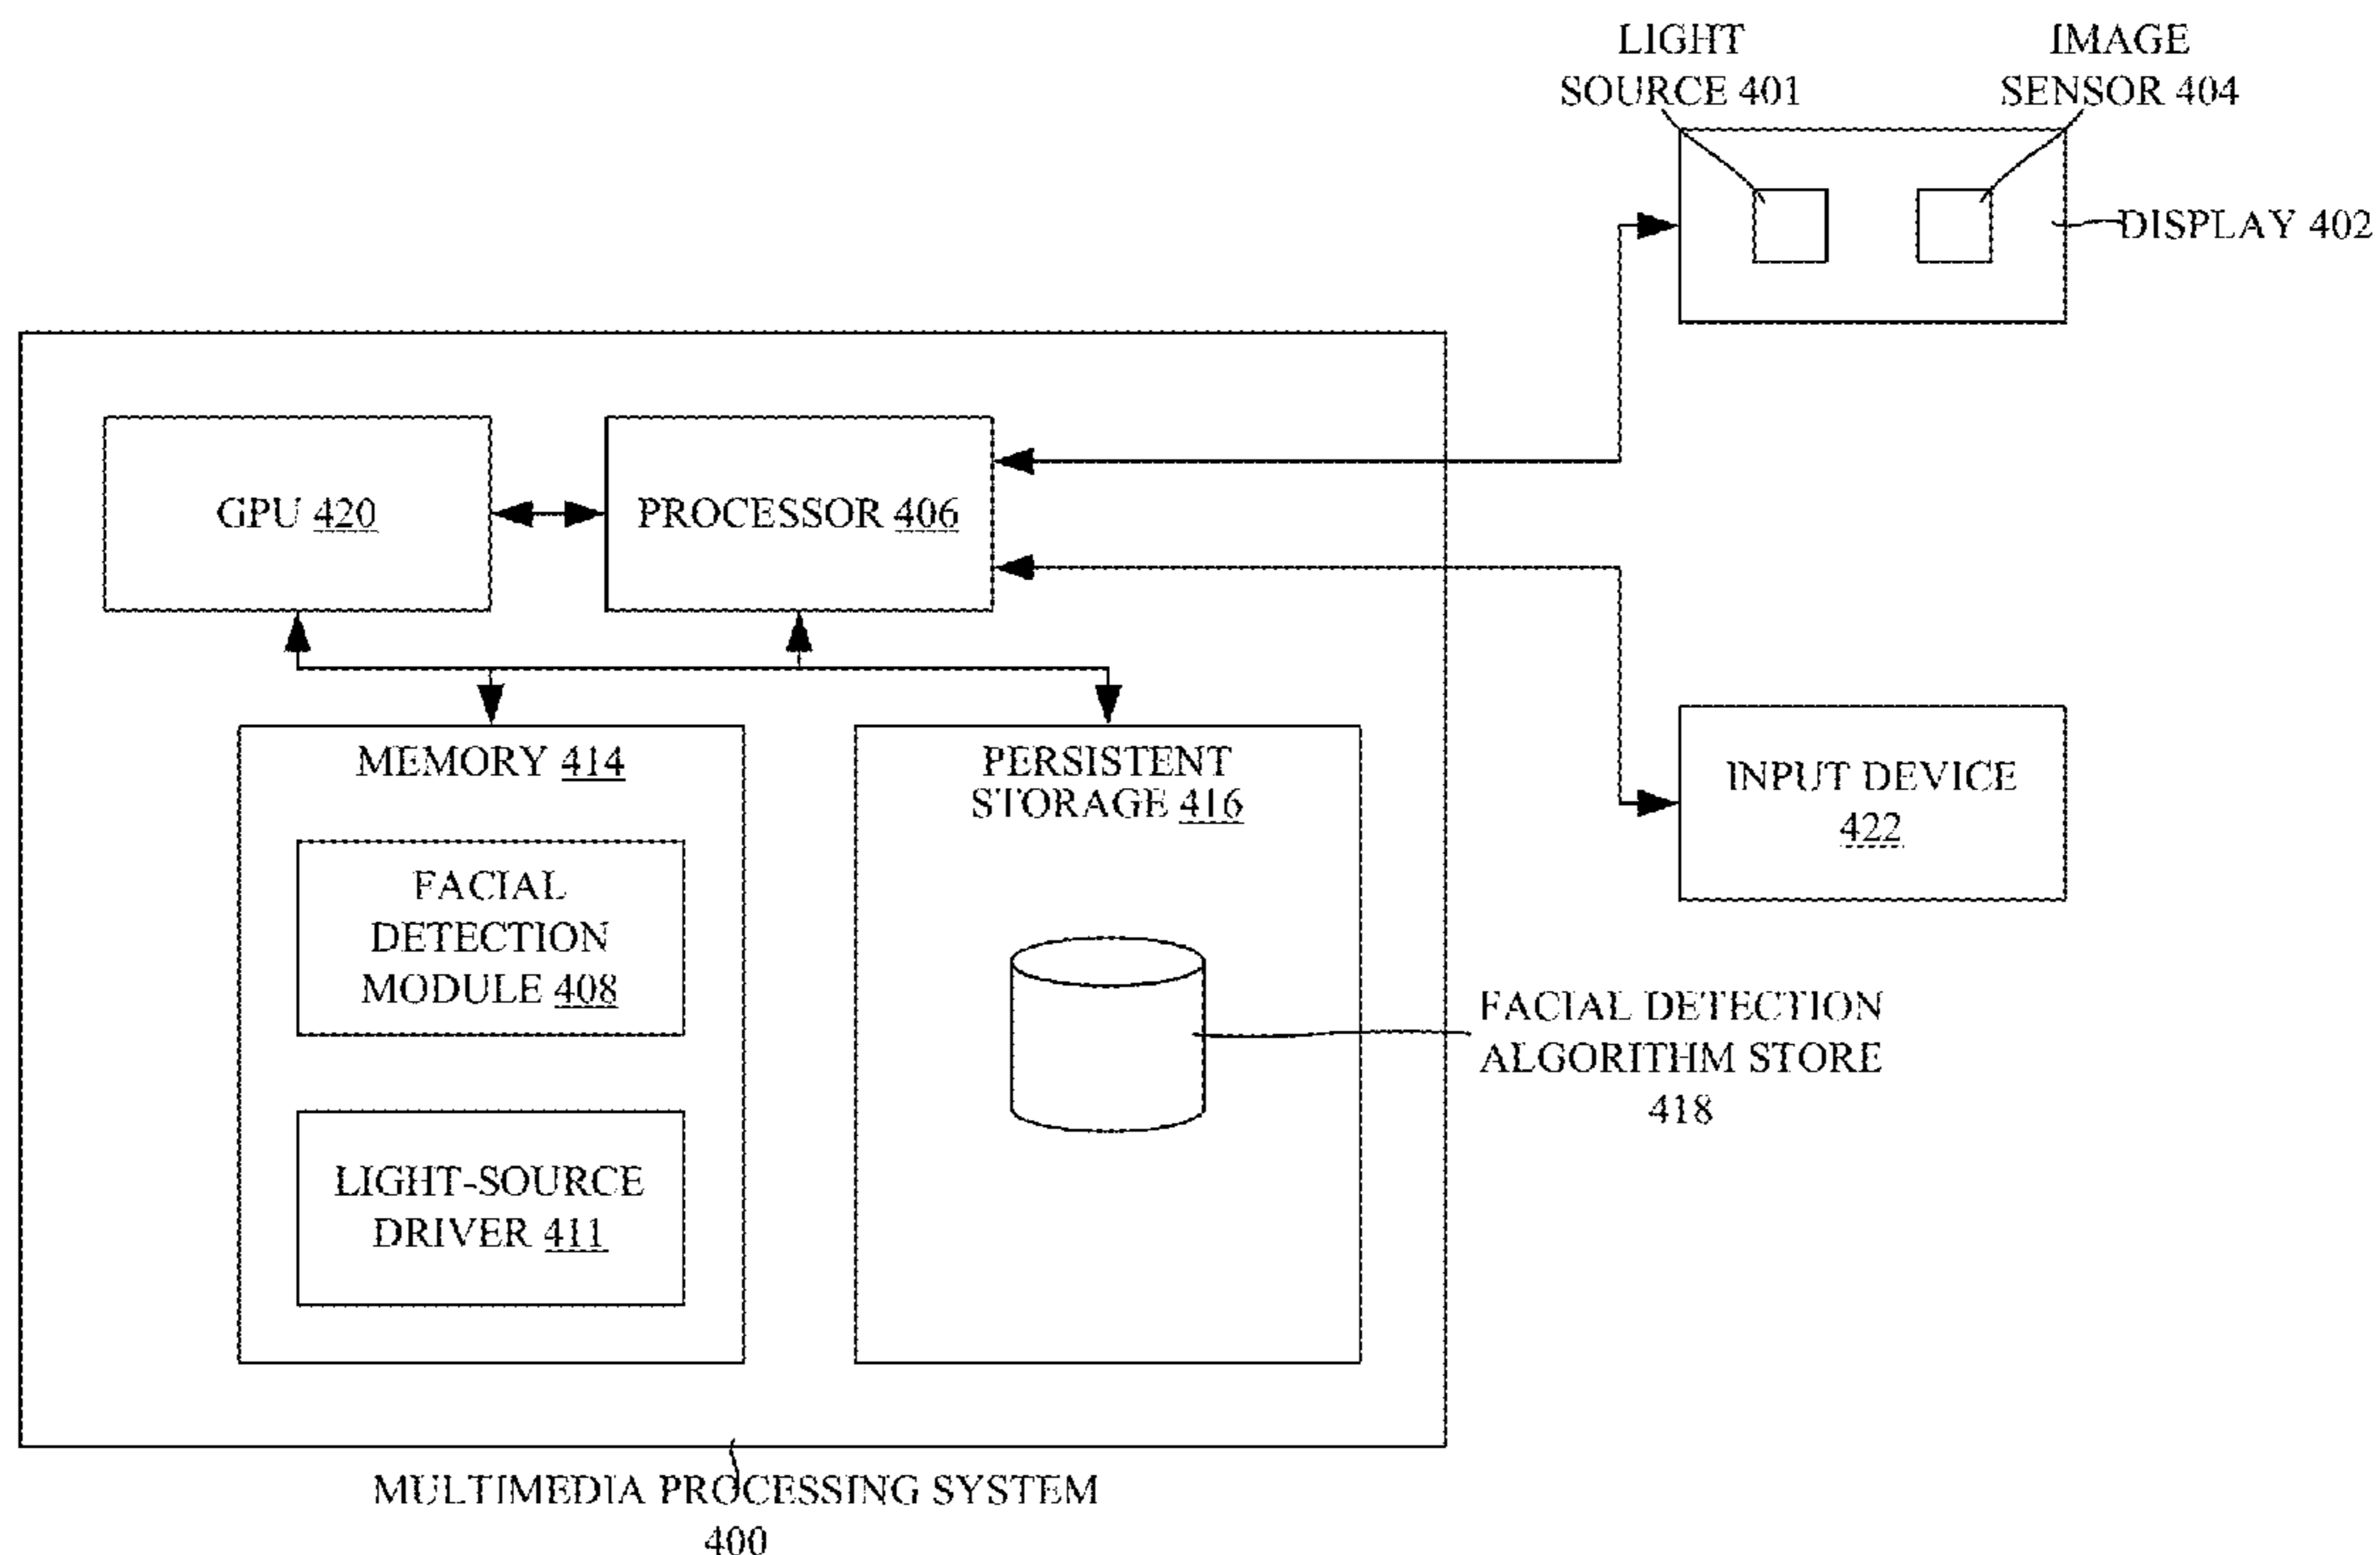 LIGHT
SOURCE 401
IMAGE
SENSOR 404
DISPLAY 402
GPU 420
PROCESSOR 406
MEMORY 414
PERSISTENT
STORAGE 416
INPUT DEVICE
422
FACIAL
DETECTION
MODULE 408
FACIAL DETECTION
ALGORITHM STORE
418
LIGHT-SOURCE
DRIVER 411
MULTIMEDIA PROCESSING SYSTEM
400